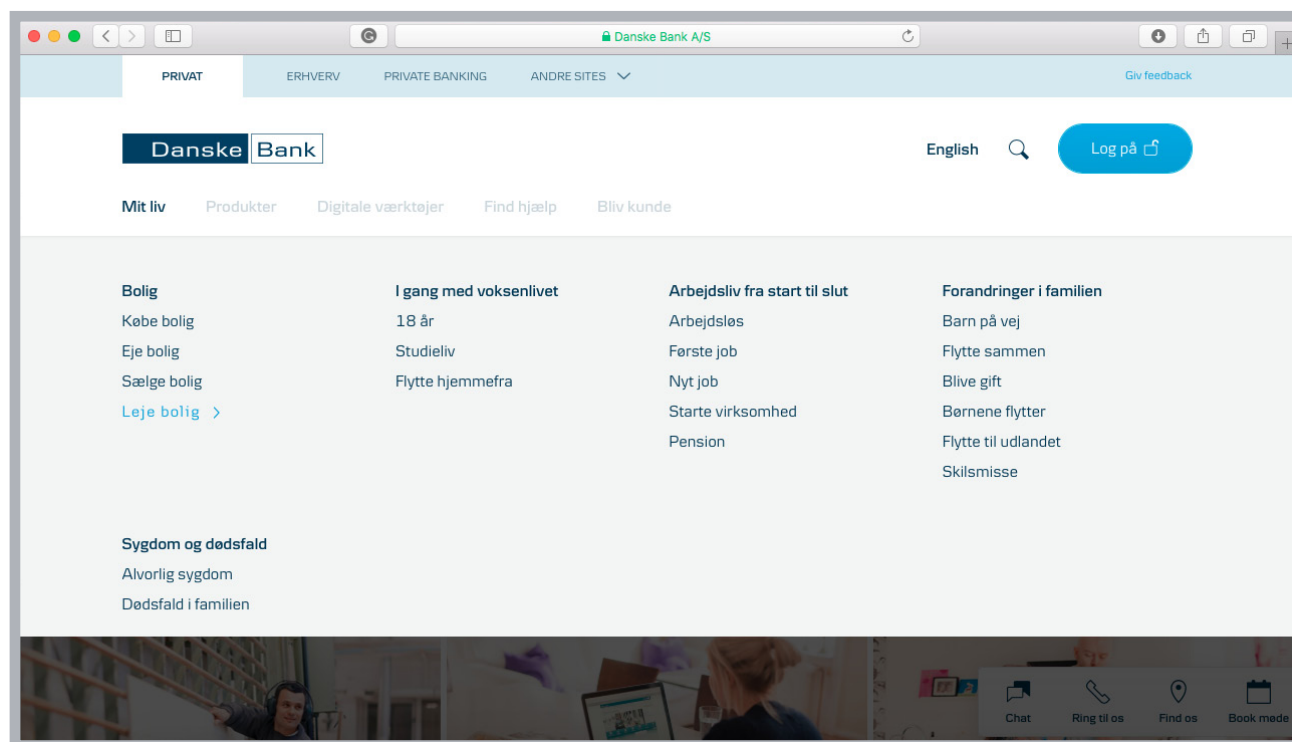 Danske Bank A/S
PRIVAT ERHVERV PRIVATE BANKING ANDRE SITES Giv feedback
Danske Bank English Log på
Mit liv Produkter Digitale værktøjer Find hjælp Bliv kunde
Bolig
Købe bolig
Eje bolig
Sælge bolig
Leje bolig
I gang med voksenlivet
18 år
Studieliv
Flytte hjemmefra
Arbejdsliv fra start til slut
Arbejdsløs
Første job
Nyt job
Starte virksomhed
Pension
Forandringer i familien
Barn på vej
Flytte sammen
Blive gift
Børnene flytter
Flytte til udlandet
Skilsmisse
Sygdom og dødsfald
Alvorlig sygdom
Dødsfald i familien
Chat Ring til os Find os Book møde